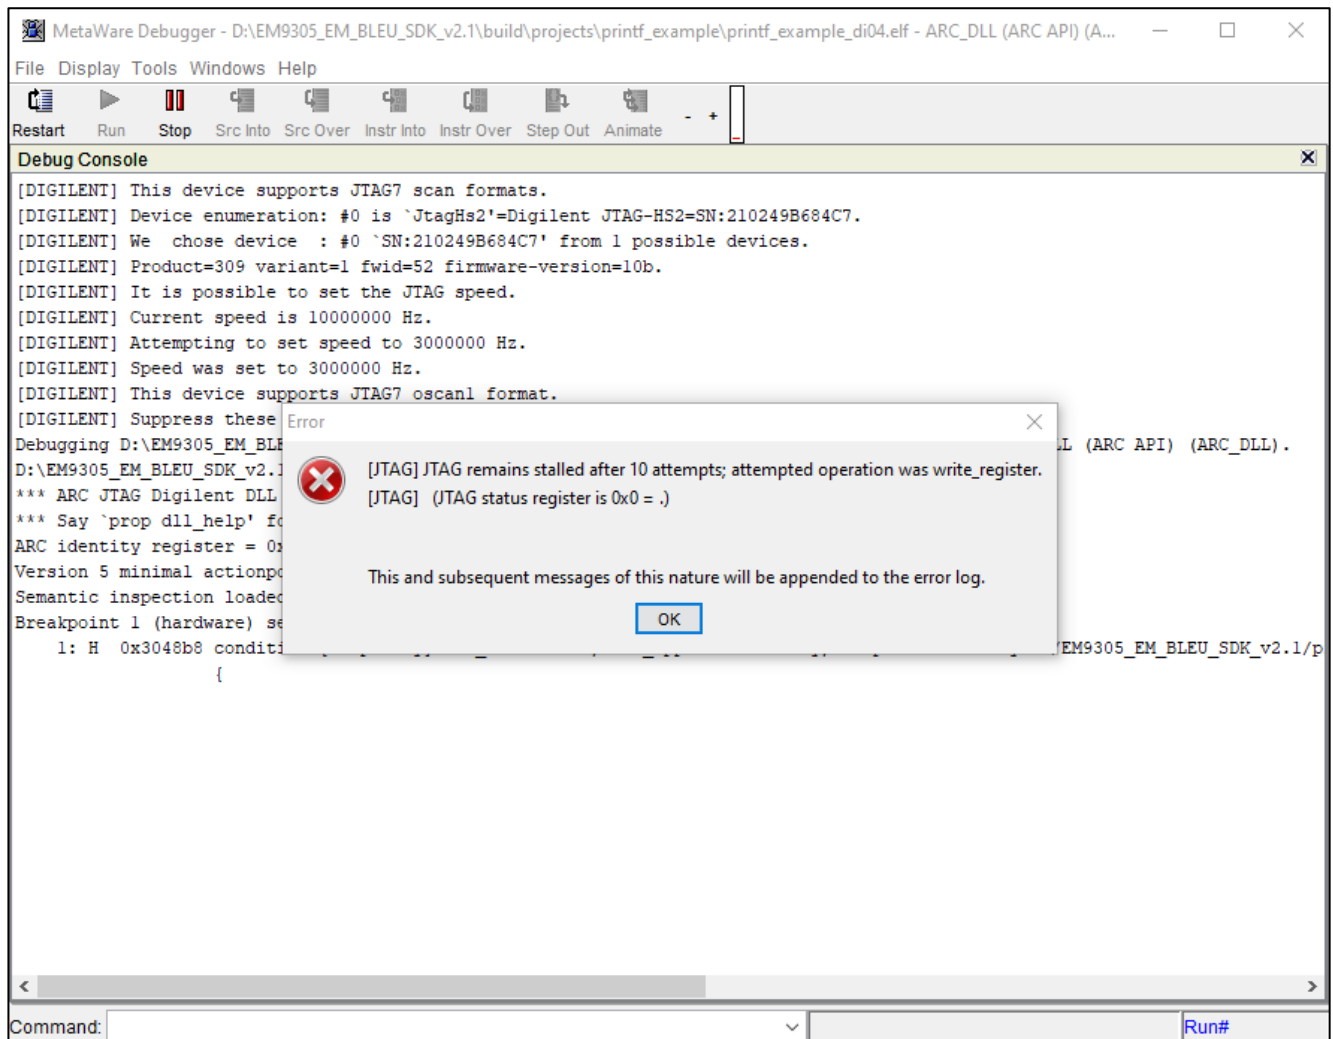 MetaWare Debugger - D:\EM9305_EM_BLEU_SDK_v2.1\build\projects\printf_example\printf_example_di04.elf - ARC_DLL (ARC API) (A...
File Display Tools Windows Help
Restart Run Stop Src Into Src Over Instr Into Instr Over Step Out Animate - +
Debug Console
[DIGILENT] This device supports JTAG7 scan formats.
[DIGILENT] Device enumeration: #0 is `JtagHs2'=Digilent JTAG-HS2=SN:210249B684C7.
[DIGILENT] We chose device : #0 `SN:210249B684C7' from 1 possible devices.
[DIGILENT] Product=309 variant=1 fwid=52 firmware-version=10b.
[DIGILENT] It is possible to set the JTAG speed.
[DIGILENT] Current speed is 10000000 Hz.
[DIGILENT] Attempting to set speed to 3000000 Hz.
[DIGILENT] Speed was set to 3000000 Hz.
[DIGILENT] This device supports JTAG7 oscan1 format.
[DIGILENT] Suppress these
Debugging D:\EM9305_EM_BLE LL (ARC API) (ARC_DLL).
D:\EM9305_EM_BLEU_SDK_v2.1
*** ARC JTAG Digilent DLL
*** Say `prop dll_help' fo
ARC identity register = 0x
Version 5 minimal actionpo
Semantic inspection loaded
Breakpoint 1 (hardware) se
1: H 0x3048b8 conditi /EM9305_EM_BLEU_SDK_v2.1/p
{
Error
[JTAG] JTAG remains stalled after 10 attempts; attempted operation was write_register.
[JTAG] (JTAG status register is 0x0 = .)
This and subsequent messages of this nature will be appended to the error log.
OK
Command:
Run#